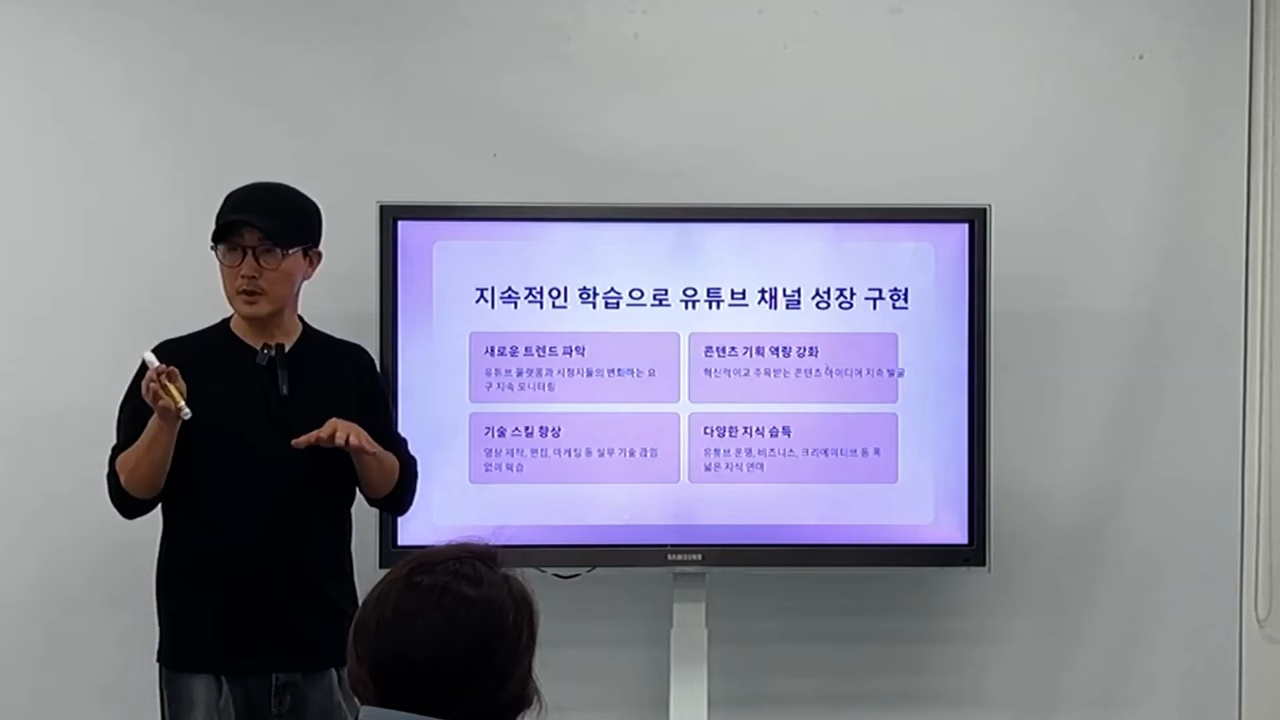 지속적인 학습으로 유튜브 채널 성장 구현
새로운 트렌드 파악
유튜브 플랫폼과 시청자들의 변화하는 요
구 지속 모니터링
콘텐츠 기획 역량 강화
혁신적이고 주목받는 콘텐츠 아이디어 지속 발굴
기술 스킬 향상
영상 제작, 편집, 마케팅 등 실무 기술 끊임
없이 학습
다양한 지식 습득
유튜브 운영, 비즈니스, 크리에이티브 등 폭
넓은 지식 연마
SAMSUNG